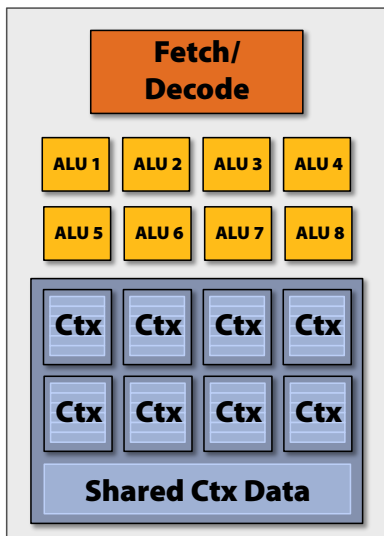 Fetch/
Decode
ALU 1 ALU 2 ALU 3 ALU 4
ALU 5 ALU 6 ALU 7 ALU 8
Ctx Ctx Ctx Ctx
Ctx Ctx Ctx Ctx
Shared Ctx Data